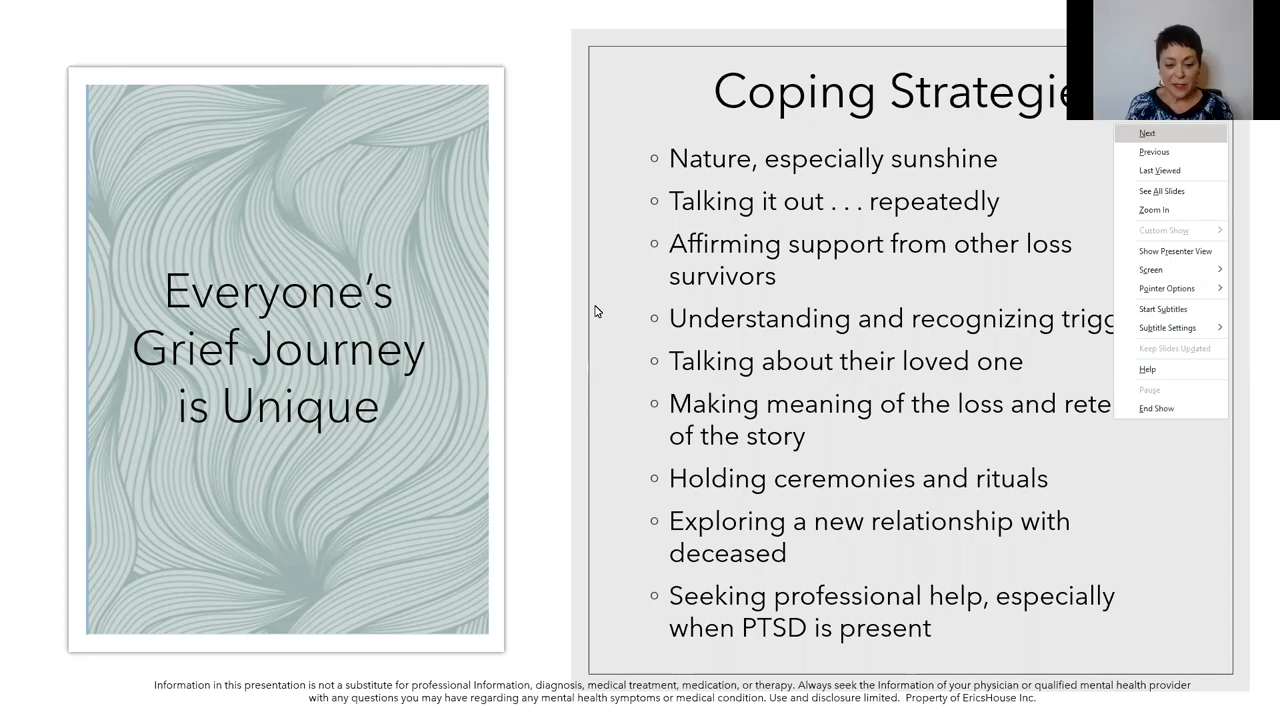 Everyone's
Grief Journey
is Unique
Coping Strategie
Nature, especially sunshine
Talking it out . . . repeatedly
Affirming support from other loss
survivors
Understanding and recognizing trigg
Talking about their loved one
Making meaning of the loss and rete
of the story
Holding ceremonies and rituals
Exploring a new relationship with
deceased
Seeking professional help, especially
when PTSD is present
Next
Previous
Last Viewed
See All Slides
Zoom In
Custom Show
Show Presenter View
Screen
Pointer Options
Start Subtitles
Subtitle Settings
Keep Slides Updated
Help
Pause
End Show
Information in this presentation is not a substitute for professional Information, diagnosis, medical treatment, medication, or therapy. Always seek the Information of your physician or qualified mental health provider
with any questions you may have regarding any mental health symptoms or medical condition. Use and disclosure limited. Property of EricsHouse Inc.